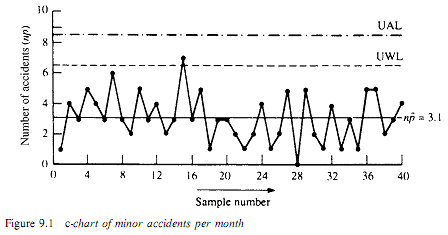 10
8
6
4
2
0
Number of accidents (np)
UAL
UWL
np̂ = 3.1
0 4 8 12 16 20 24 28 32 36 40
Sample number
Figure 9.1 c-chart of minor accidents per month